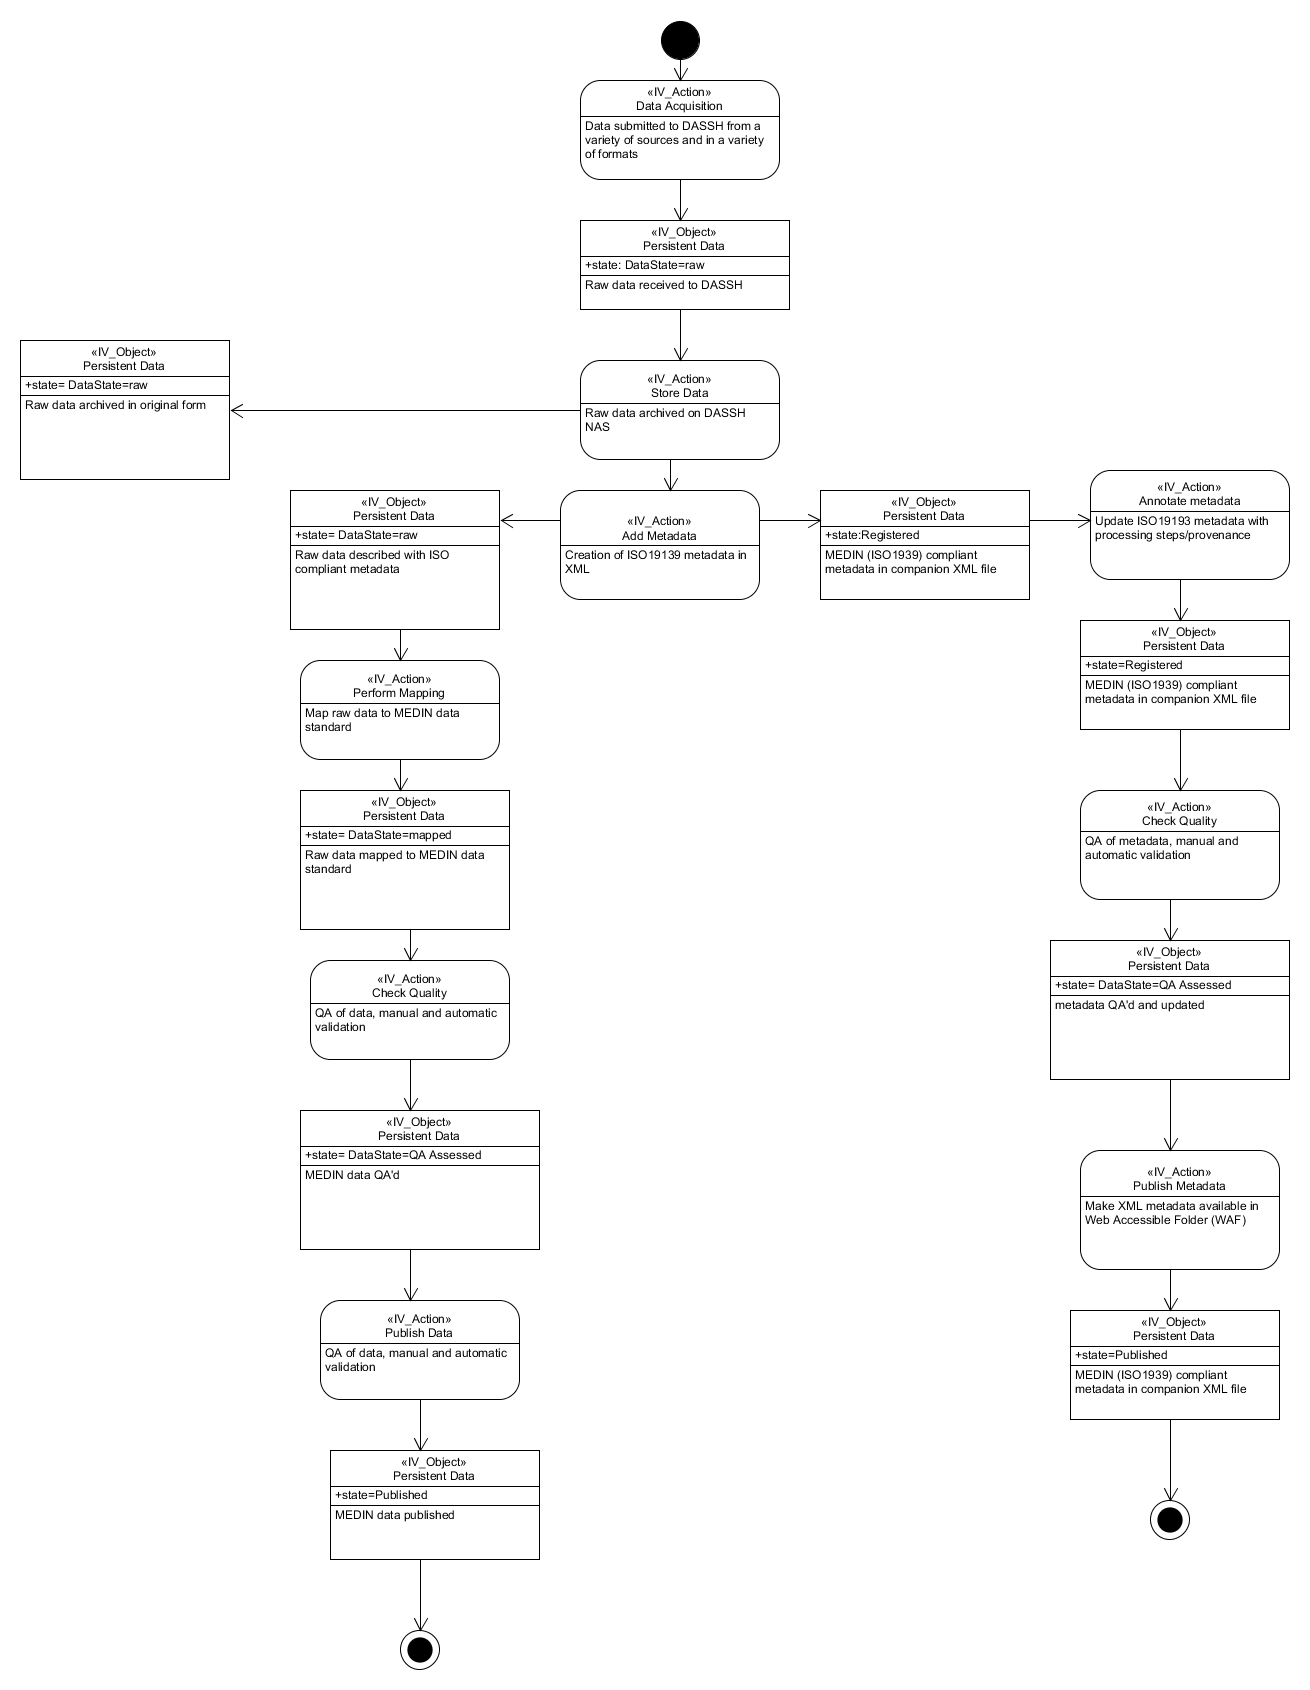 «IV_Action»
Data Acquisition
Data submitted to DASSH from a
variety of sources and in a variety
of formats
«IV_Object»
Persistent Data
+state: DataState=raw
Raw data received to DASSH
«IV_Object»
Persistent Data
+state= DataState=raw
Raw data archived in original form
«IV_Action»
Store Data
Raw data archived on DASSH
NAS
«IV_Object»
Persistent Data
+state= DataState=raw
Raw data described with ISO
compliant metadata
«IV_Action»
Add Metadata
Creation of ISO19139 metadata in
XML
«IV_Object»
Persistent Data
+state:Registered
MEDIN (ISO1939) compliant
metadata in companion XML file
«IV_Action»
Annotate metadata
Update ISO19193 metadata with
processing steps/provenance
«IV_Action»
Perform Mapping
Map raw data to MEDIN data
standard
«IV_Object»
Persistent Data
+state= DataState=mapped
Raw data mapped to MEDIN data
standard
«IV_Action»
Check Quality
QA of data, manual and automatic
validation
«IV_Object»
Persistent Data
+state= DataState=QA Assessed
MEDIN data QA'd
«IV_Action»
Publish Data
QA of data, manual and automatic
validation
«IV_Object»
Persistent Data
+state=Published
MEDIN data published
«IV_Object»
Persistent Data
+state=Registered
MEDIN (ISO1939) compliant
metadata in companion XML file
«IV_Action»
Check Quality
QA of metadata, manual and
automatic validation
«IV_Object»
Persistent Data
+state= DataState=QA Assessed
metadata QA'd and updated
«IV_Action»
Publish Metadata
Make XML metadata available in
Web Accessible Folder (WAF)
«IV_Object»
Persistent Data
+state=Published
MEDIN (ISO1939) compliant
metadata in companion XML file